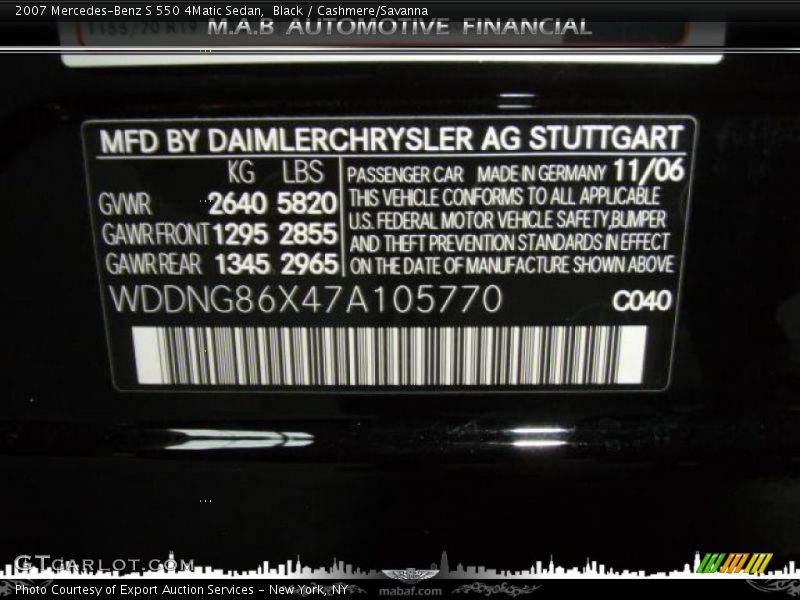 2007 Mercedes-Benz S 550 4Matic Sedan, Black / Cashmere/Savanna
M.A.B AUTOMOTIVE FINANCIAL
MFD BY DAIMLERCHRYSLER AG STUTTGART
KG LBS
GVWR 2640 5820
GAWR FRONT 1295 2855
GAWR REAR 1345 2965
PASSENGER CAR MADE IN GERMANY 11/06
THIS VEHICLE CONFORMS TO ALL APPLICABLE
U.S. FEDERAL MOTOR VEHICLE SAFETY,BUMPER
AND THEFT PREVENTION STANDARDS IN EFFECT
ON THE DATE OF MANUFACTURE SHOWN ABOVE
WDDNG86X47A105770
C040
GTcarlot.com
Photo Courtesy of Export Auction Services - New York, NY
mabaf.com